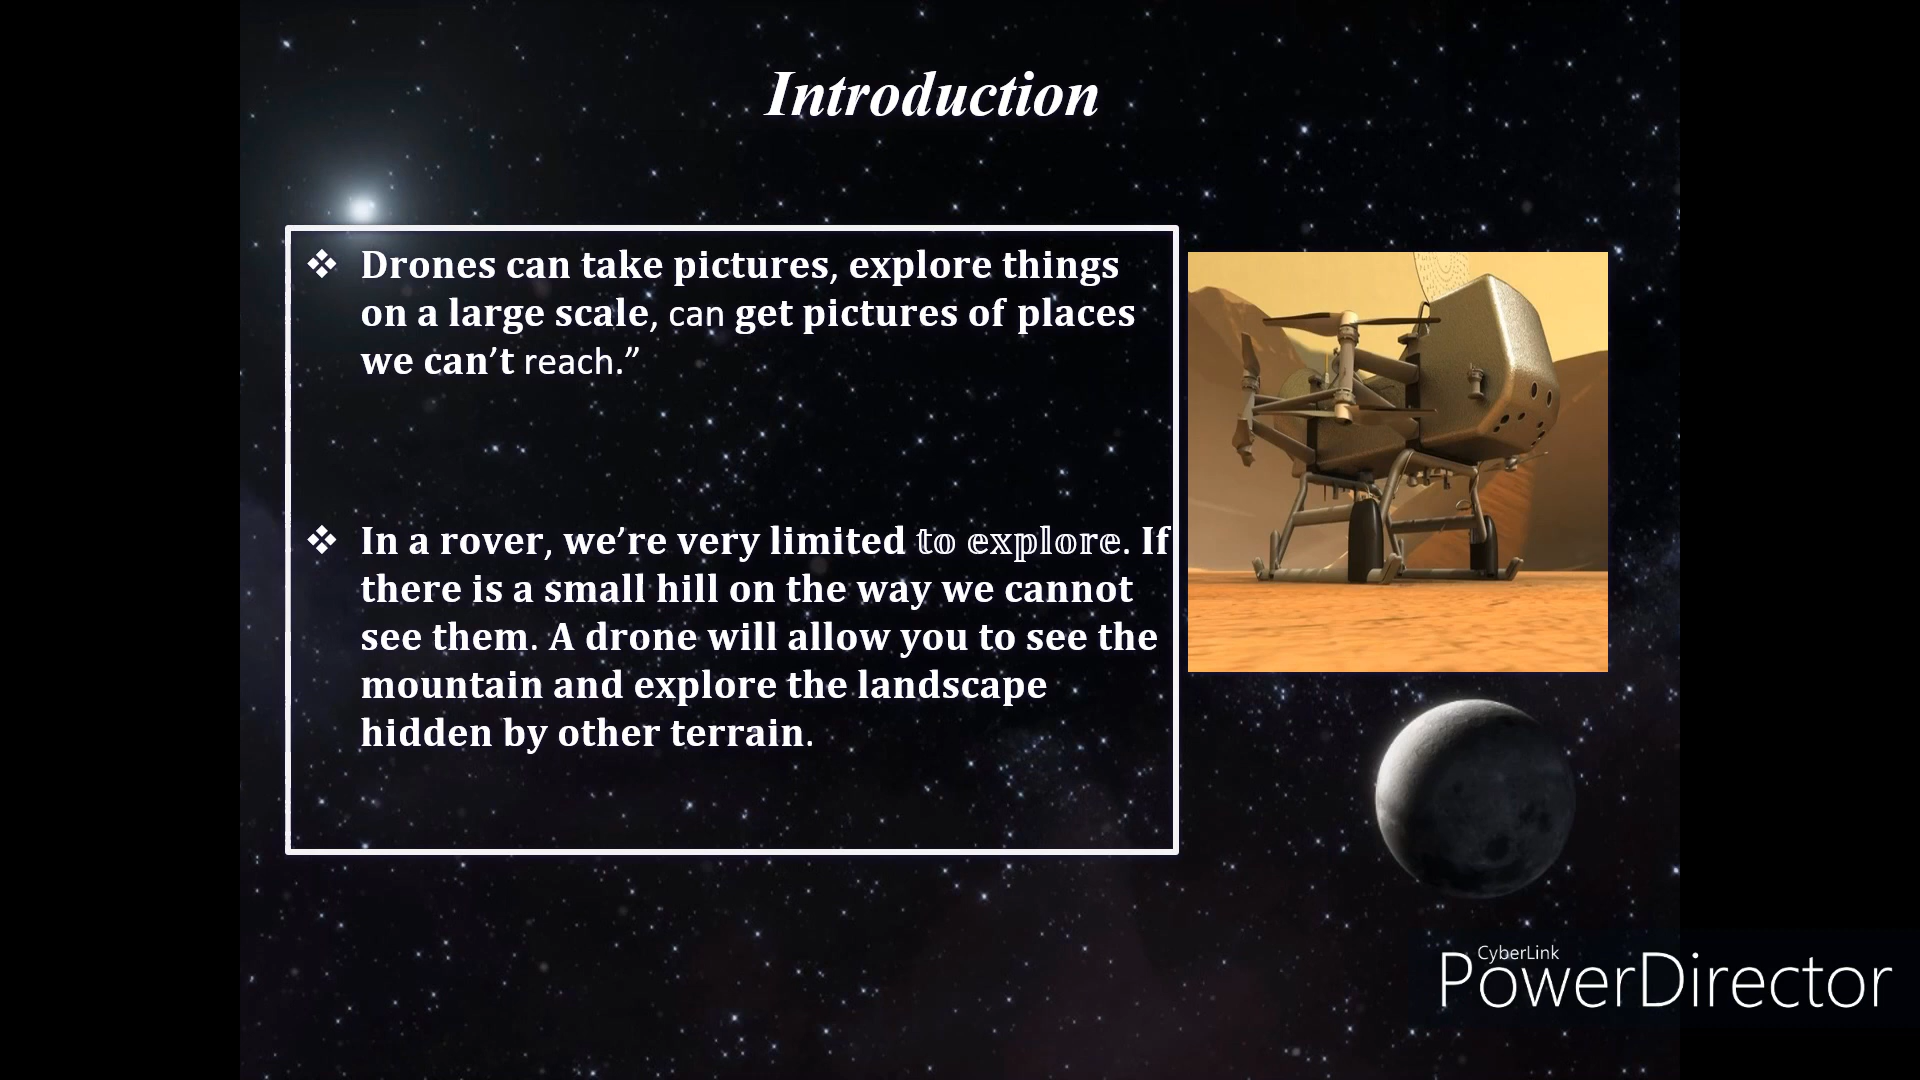 Introduction
❖ Drones can take pictures, explore things
on a large scale, can get pictures of places
we can’t reach.”
❖ In a rover, we’re very limited to explore. If
there is a small hill on the way we cannot
see them. A drone will allow you to see the
mountain and explore the landscape
hidden by other terrain.
CyberLink
PowerDirector